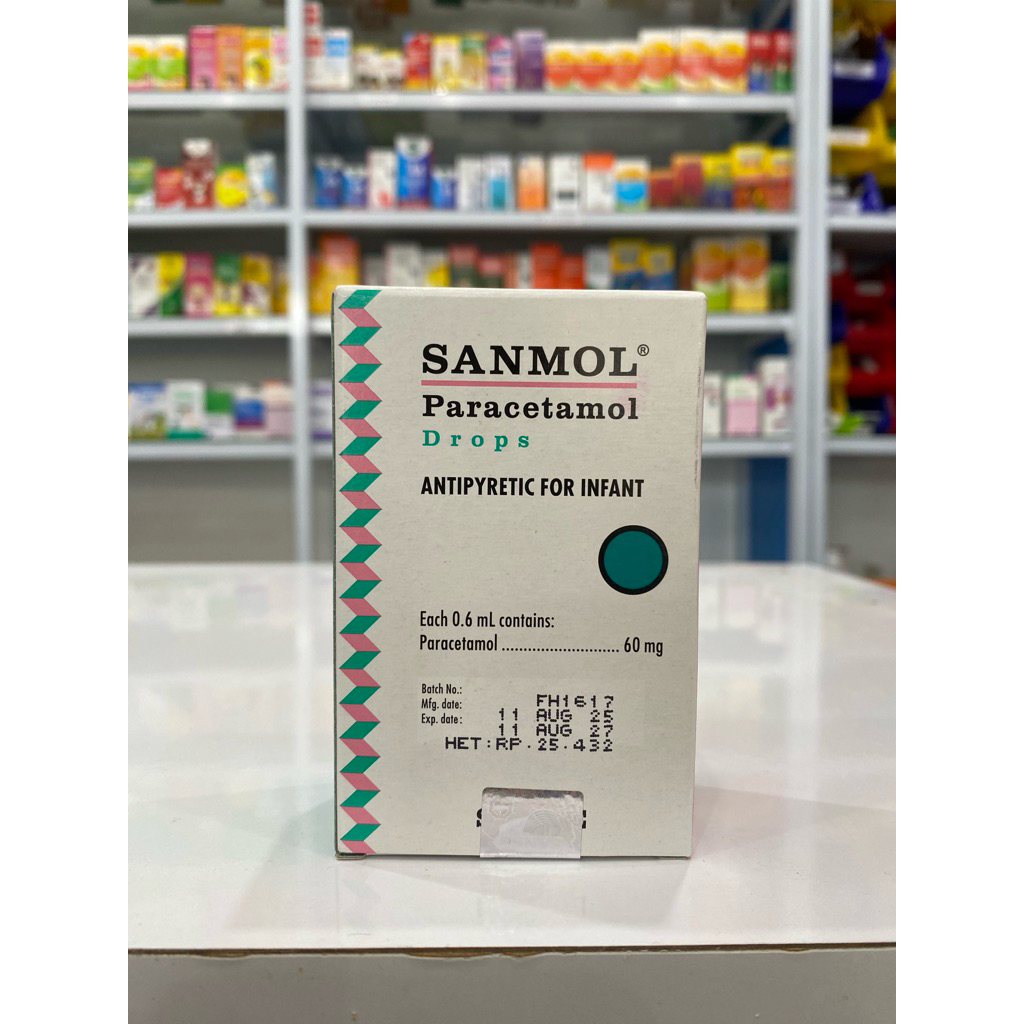 SANMOL®
Paracetamol
Drops
ANTIPYRETIC FOR INFANT
Each 0.6 mL contains:
Paracetamol ........................... 60 mg
Batch No.: FH1617
Mfg. date: 11 AUG 25
Exp. date: 11 AUG 27
HET : RP . 25 . 432